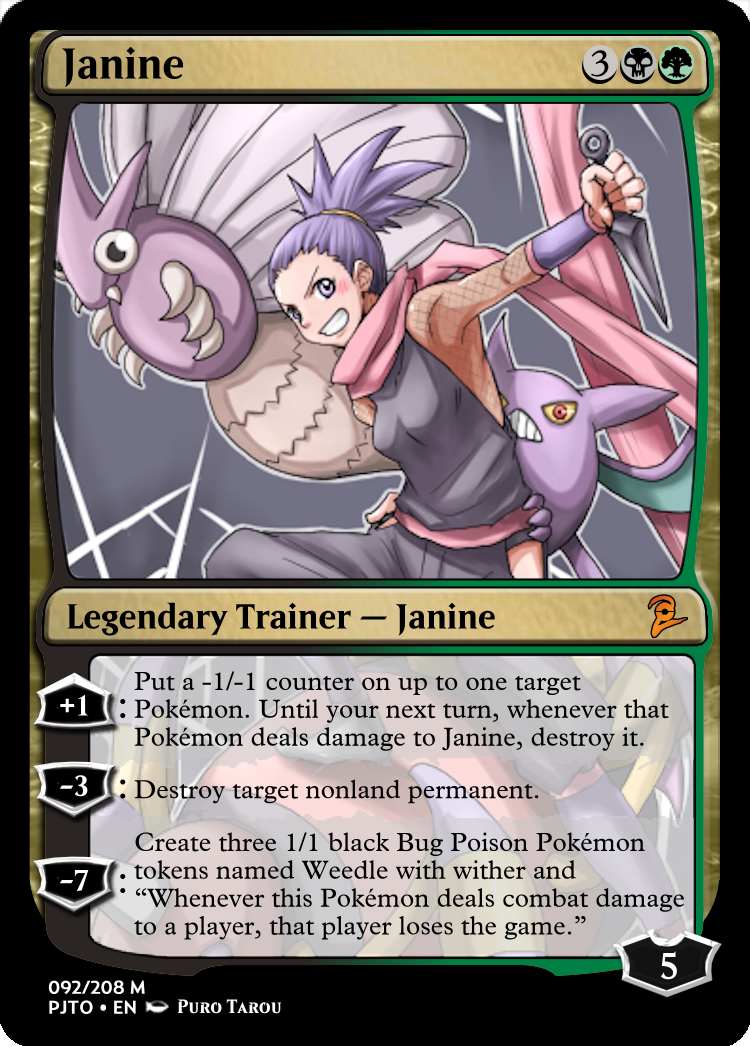 Janine 3
Legendary Trainer — Janine
+1 : Put a -1/-1 counter on up to one target
Pokémon. Until your next turn, whenever that
Pokémon deals damage to Janine, destroy it.
−3 : Destroy target nonland permanent.
−7 : Create three 1/1 black Bug Poison Pokémon
tokens named Weedle with wither and
“Whenever this Pokémon deals combat damage
to a player, that player loses the game.”
5
092/208 M
PJTO • EN Puro Tarou